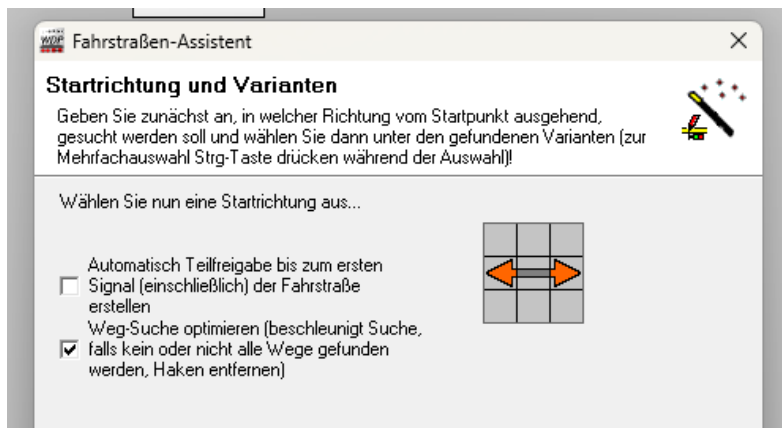 WDP Fahrstraßen-Assistent
Startrichtung und Varianten
Geben Sie zunächst an, in welcher Richtung vom Startpunkt ausgehend,
gesucht werden soll und wählen Sie dann unter den gefundenen Varianten (zur
Mehrfachauswahl Strg-Taste drücken während der Auswahl)!
Wählen Sie nun eine Startrichtung aus...
Automatisch Teilfreigabe bis zum ersten
Signal (einschließlich) der Fahrstraße
erstellen
Weg-Suche optimieren (beschleunigt Suche,
falls kein oder nicht alle Wege gefunden
werden, Haken entfernen)